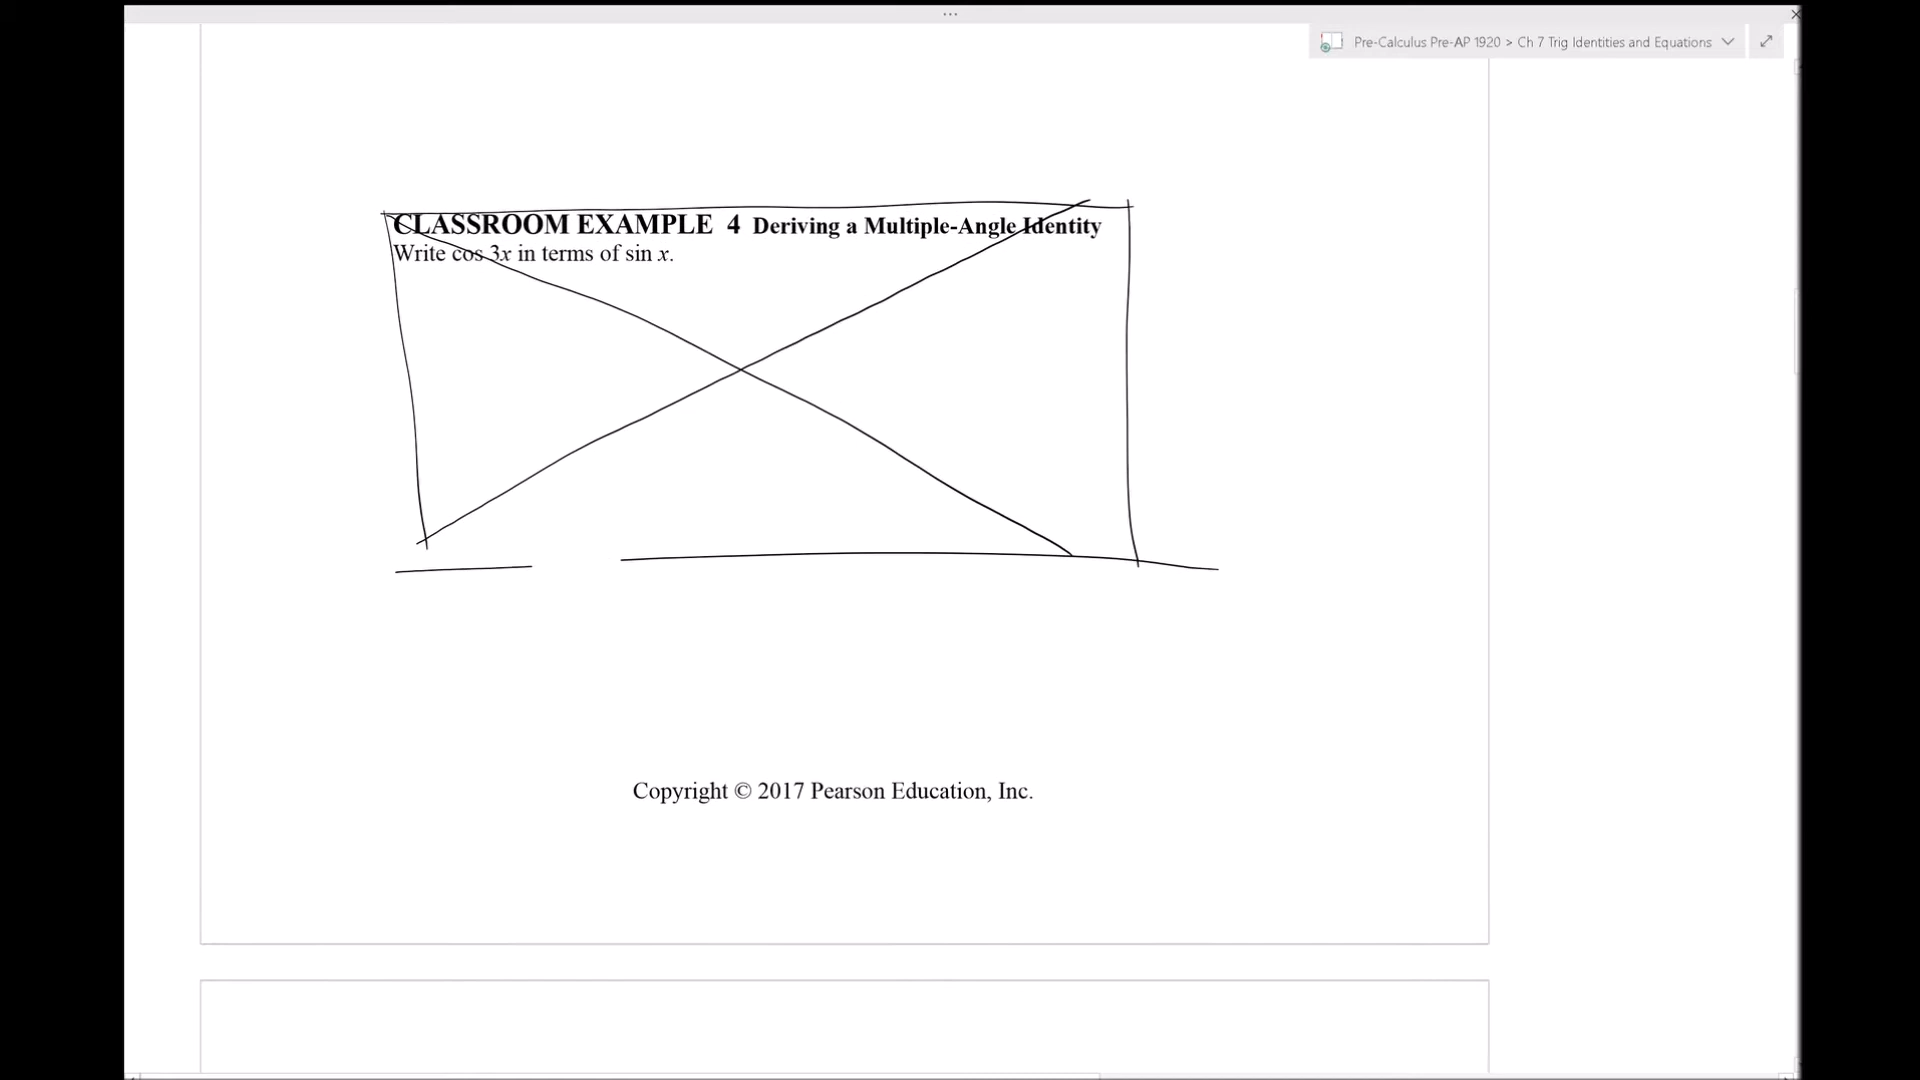 Pre-Calculus Pre-AP 1920 > Ch 7 Trig Identities and Equations
CLASSROOM EXAMPLE 4 Deriving a Multiple-Angle Identity
Write cos 3x in terms of sin x.
Copyright © 2017 Pearson Education, Inc.